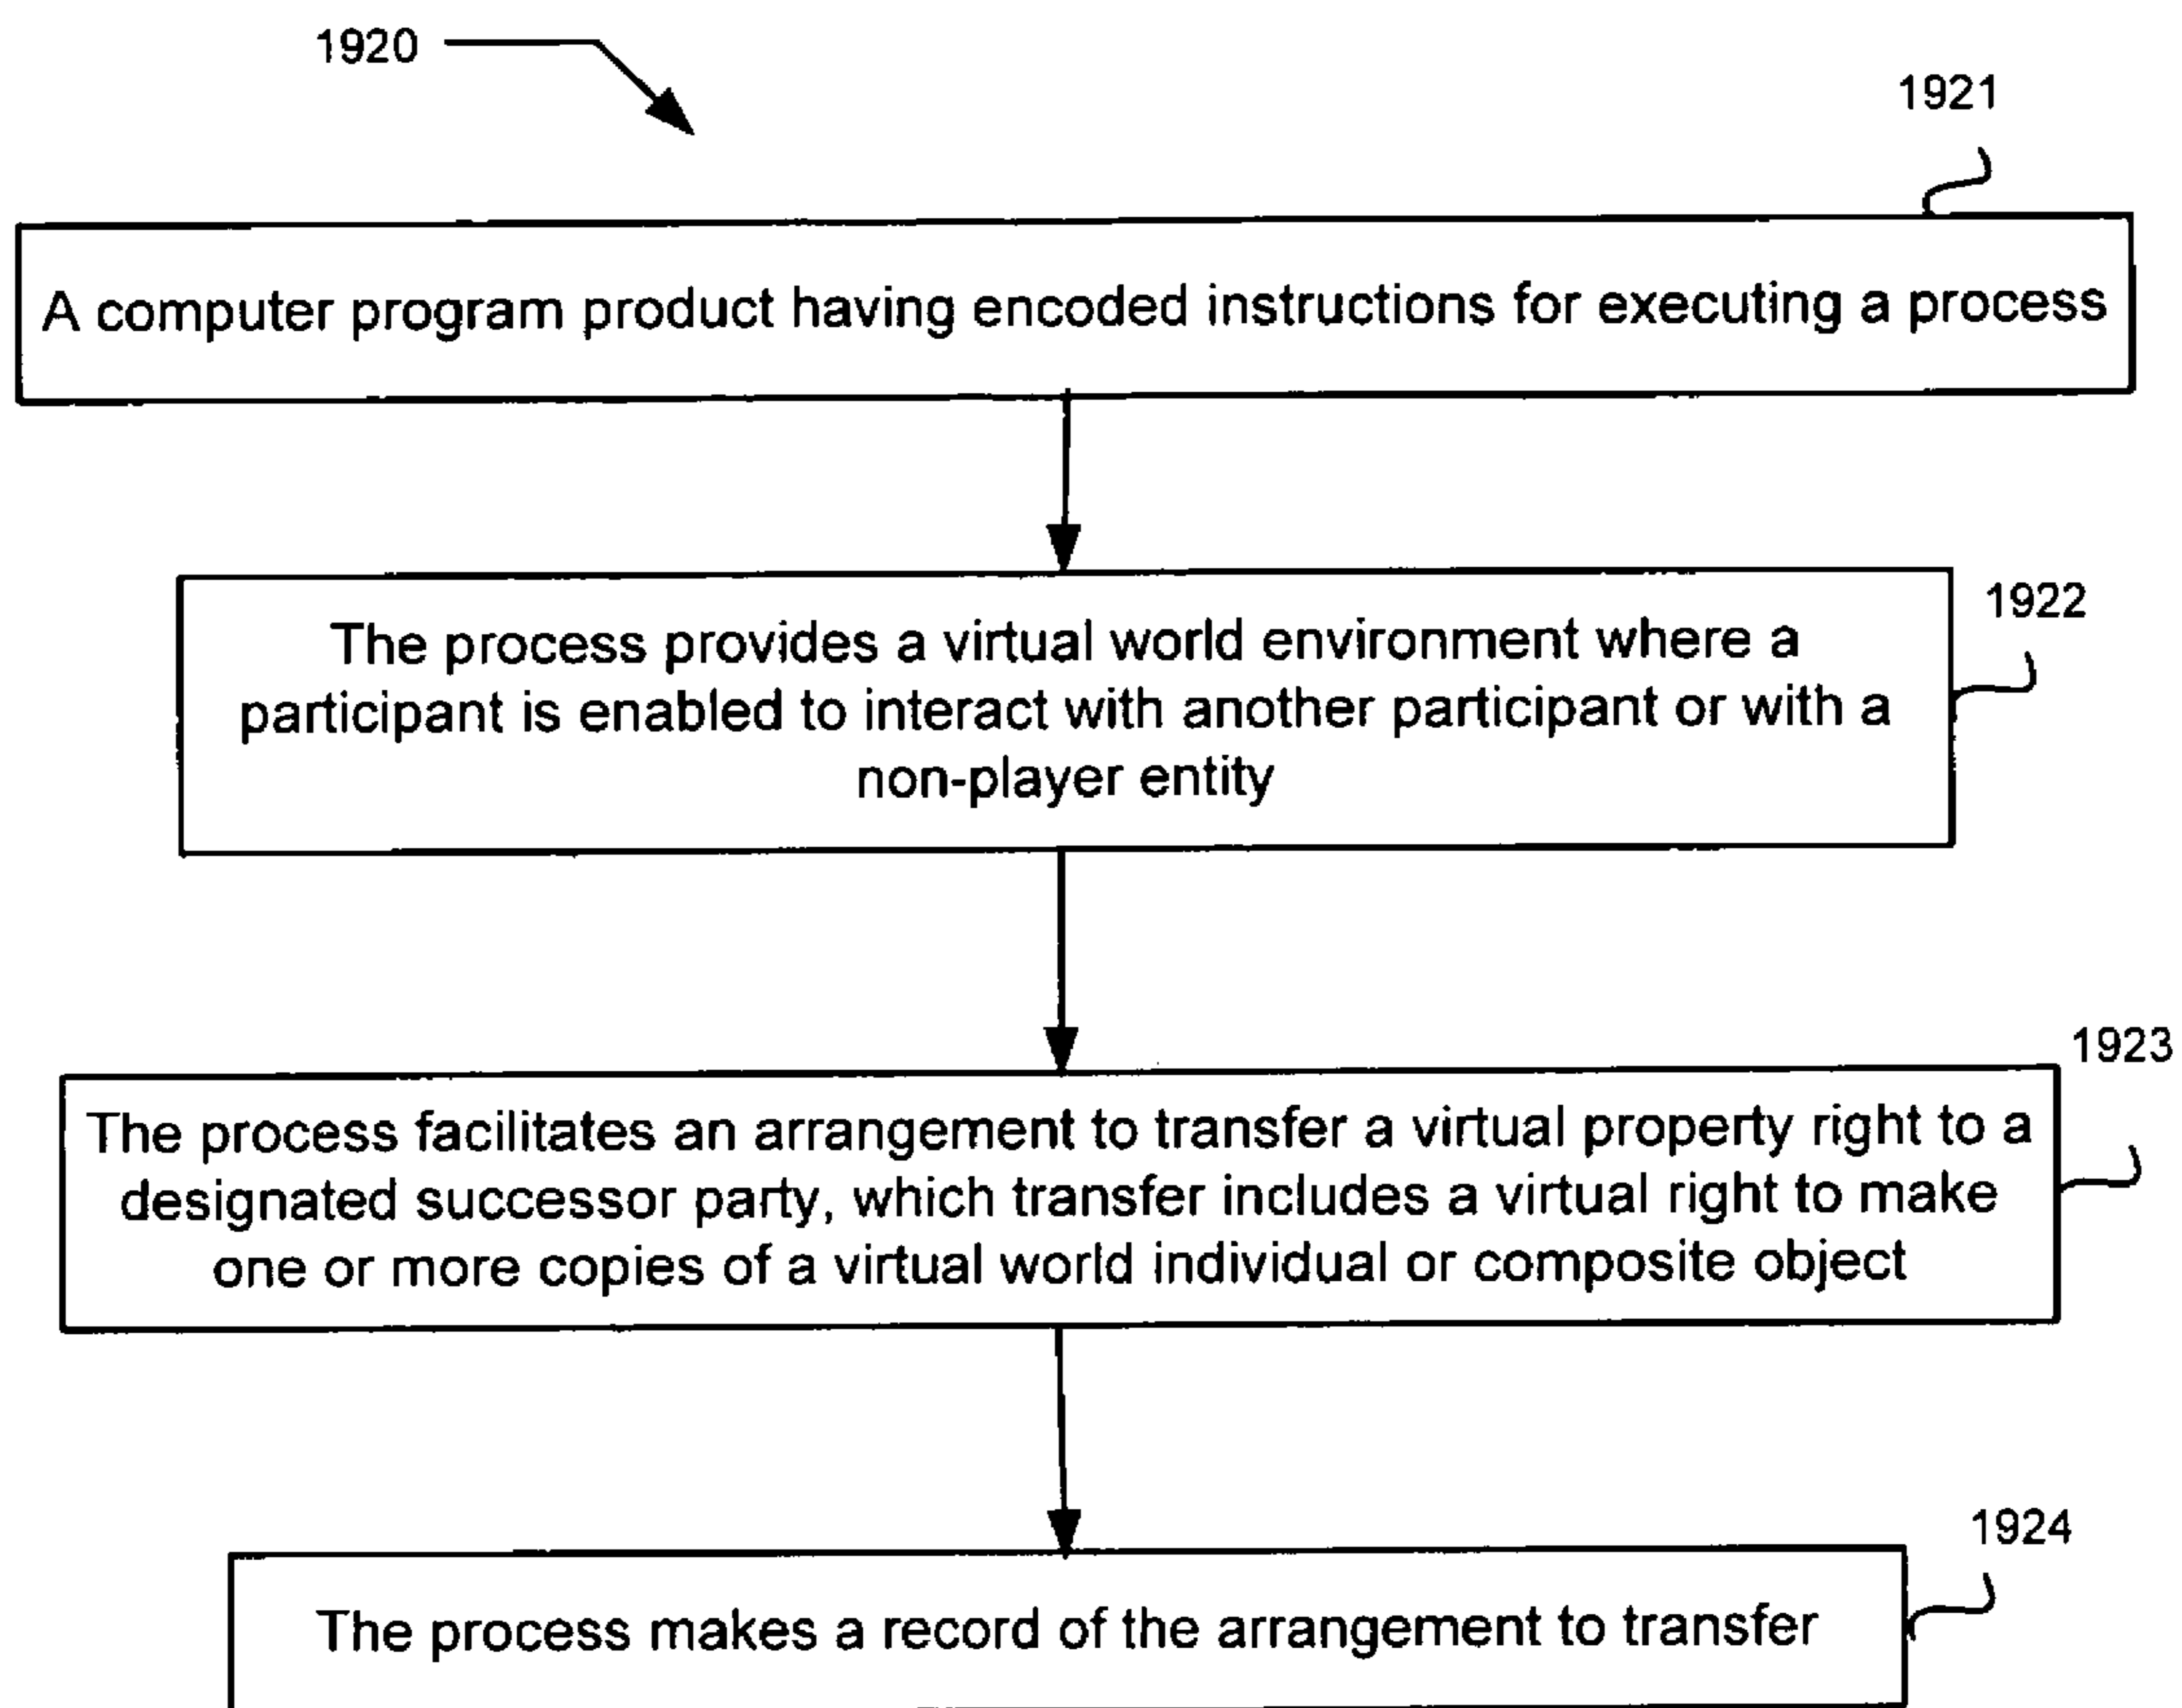 1920
1921
A computer program product having encoded instructions for executing a process
1922
The process provides a virtual world environment where a
participant is enabled to interact with another participant or with a
non-player entity
1923
The process facilitates an arrangement to transfer a virtual property right to a
designated successor party, which transfer includes a virtual right to make
one or more copies of a virtual world individual or composite object
1924
The process makes a record of the arrangement to transfer